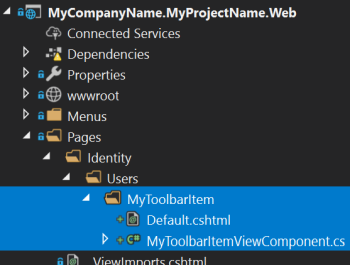 MyCompanyName.MyProjectName.Web
Connected Services
Dependencies
Properties
wwwroot
Menus
Pages
Identity
Users
MyToolbarItem
Default.cshtml
C# MyToolbarItemViewComponent.cs
ViewImports.cshtml